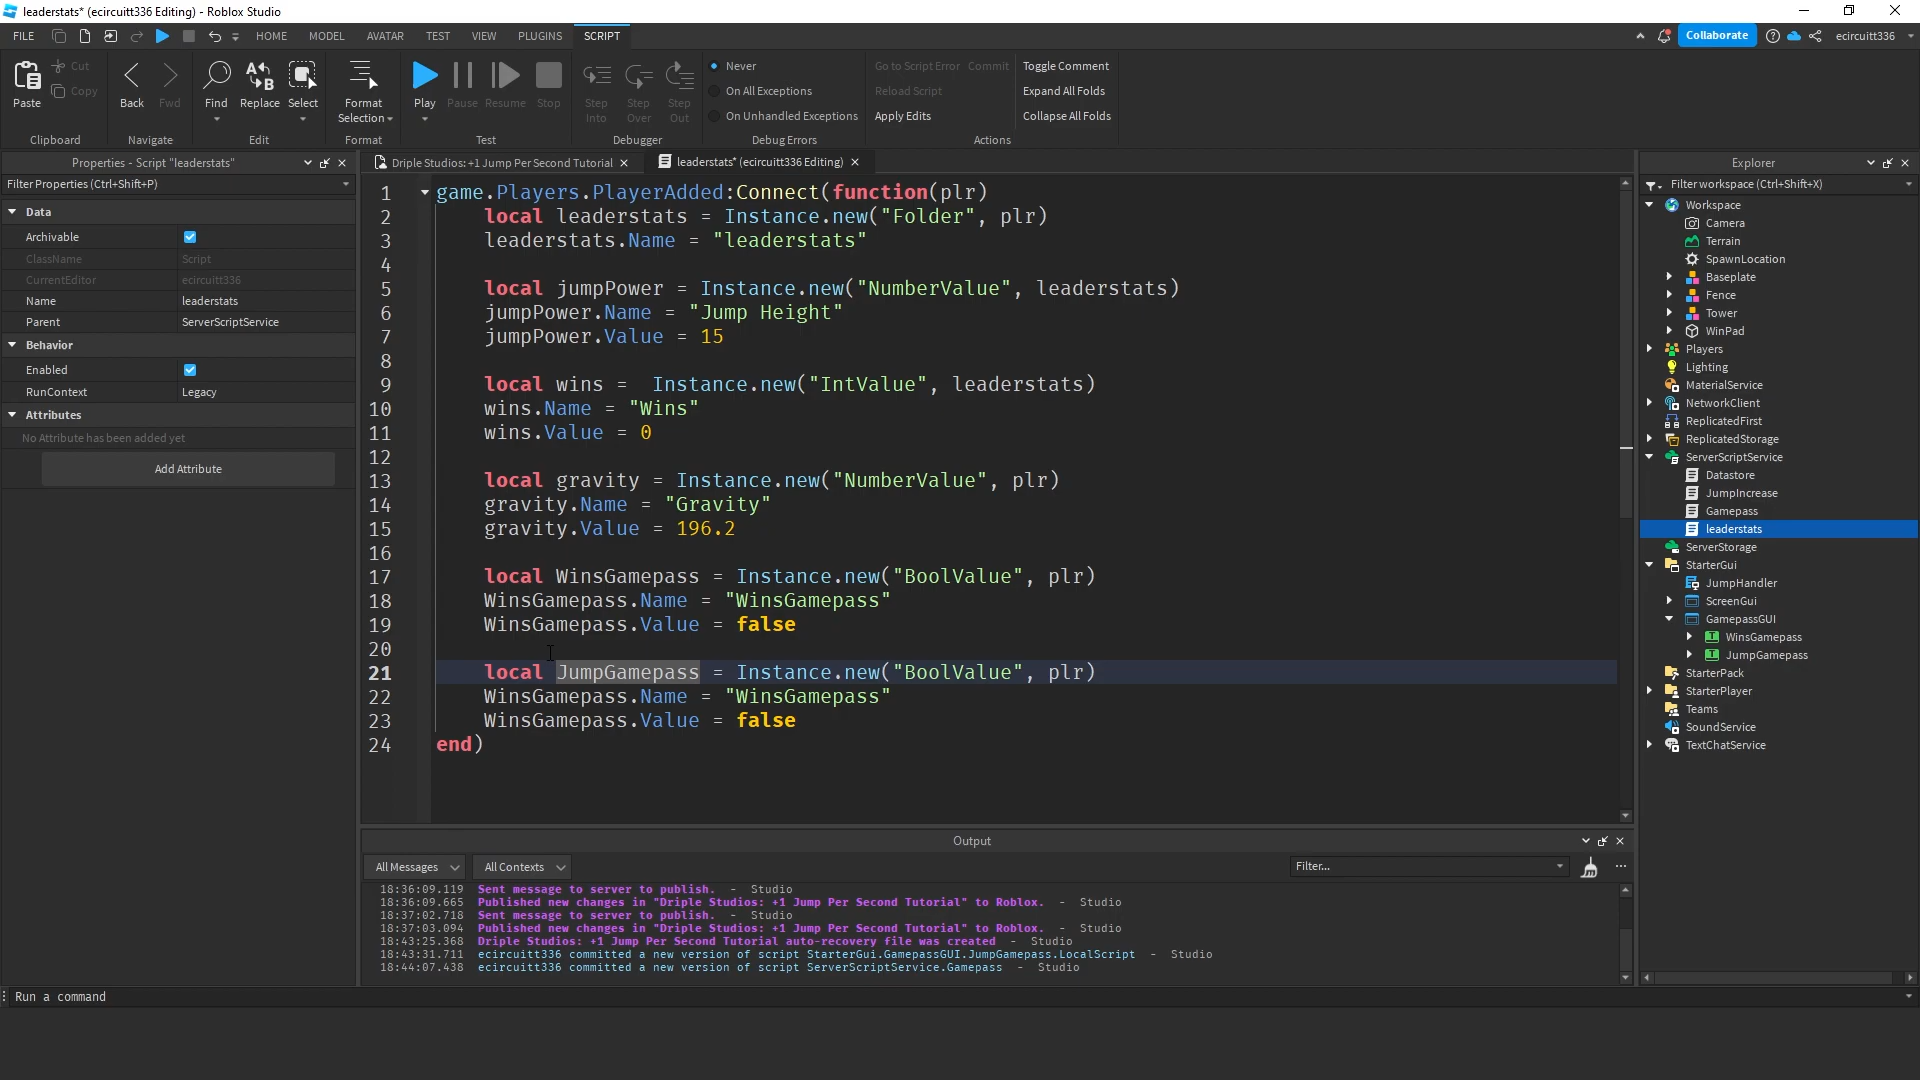 leaderstats* (ecircuitt336 Editing) - Roblox Studio
FILE HOME MODEL AVATAR TEST VIEW PLUGINS SCRIPT Collaborate ecircuitt336
Paste Cut Copy Back Fwd Find Replace Select Format Selection Play Pause Resume Stop Step Into Step Over Step Out
Never Go to Script Error Commit Toggle Comment
On All Exceptions Reload Script Expand All Folds
On Unhandled Exceptions Apply Edits Collapse All Folds
Clipboard Navigate Edit Format Test Debugger Debug Errors Actions
Properties - Script "leaderstats"
Filter Properties (Ctrl+Shift+P)
Data
Archivable
ClassName Script
CurrentEditor ecircuitt336
Name leaderstats
Parent ServerScriptService
Behavior
Enabled
RunContext Legacy
Attributes
No Attribute has been added yet
Add Attribute
Driple Studios: +1 Jump Per Second Tutorial
leaderstats* (ecircuitt336 Editing)
1 game.Players.PlayerAdded:Connect(function(plr)
2 local leaderstats = Instance.new("Folder", plr)
3 leaderstats.Name = "leaderstats"
4
5 local jumpPower = Instance.new("NumberValue", leaderstats)
6 jumpPower.Name = "Jump Height"
7 jumpPower.Value = 15
8
9 local wins =  Instance.new("IntValue", leaderstats)
10 wins.Name = "Wins"
11 wins.Value = 0
12
13 local gravity = Instance.new("NumberValue", plr)
14 gravity.Name = "Gravity"
15 gravity.Value = 196.2
16
17 local WinsGamepass = Instance.new("BoolValue", plr)
18 WinsGamepass.Name = "WinsGamepass"
19 WinsGamepass.Value = false
20
21 local JumpGamepass = Instance.new("BoolValue", plr)
22 WinsGamepass.Name = "WinsGamepass"
23 WinsGamepass.Value = false
24 end)
Output
All Messages All Contexts Filter...
18:36:09.119 Sent message to server to publish. - Studio
18:36:09.665 Published new changes in "Driple Studios: +1 Jump Per Second Tutorial" to Roblox. - Studio
18:37:02.718 Sent message to server to publish. - Studio
18:37:03.094 Published new changes in "Driple Studios: +1 Jump Per Second Tutorial" to Roblox. - Studio
18:43:25.368 Driple Studios: +1 Jump Per Second Tutorial auto-recovery file was created - Studio
18:43:31.711 ecircuitt336 committed a new version of script StarterGui.GamepassGUI.JumpGamepass.LocalScript - Studio
18:44:07.438 ecircuitt336 committed a new version of script ServerScriptService.Gamepass - Studio
Run a command
Explorer
Filter workspace (Ctrl+Shift+X)
Workspace
Camera
Terrain
SpawnLocation
Baseplate
Fence
Tower
WinPad
Players
Lighting
MaterialService
NetworkClient
ReplicatedFirst
ReplicatedStorage
ServerScriptService
Datastore
JumpIncrease
Gamepass
leaderstats
ServerStorage
StarterGui
JumpHandler
ScreenGui
GamepassGUI
WinsGamepass
JumpGamepass
StarterPack
StarterPlayer
Teams
SoundService
TextChatService